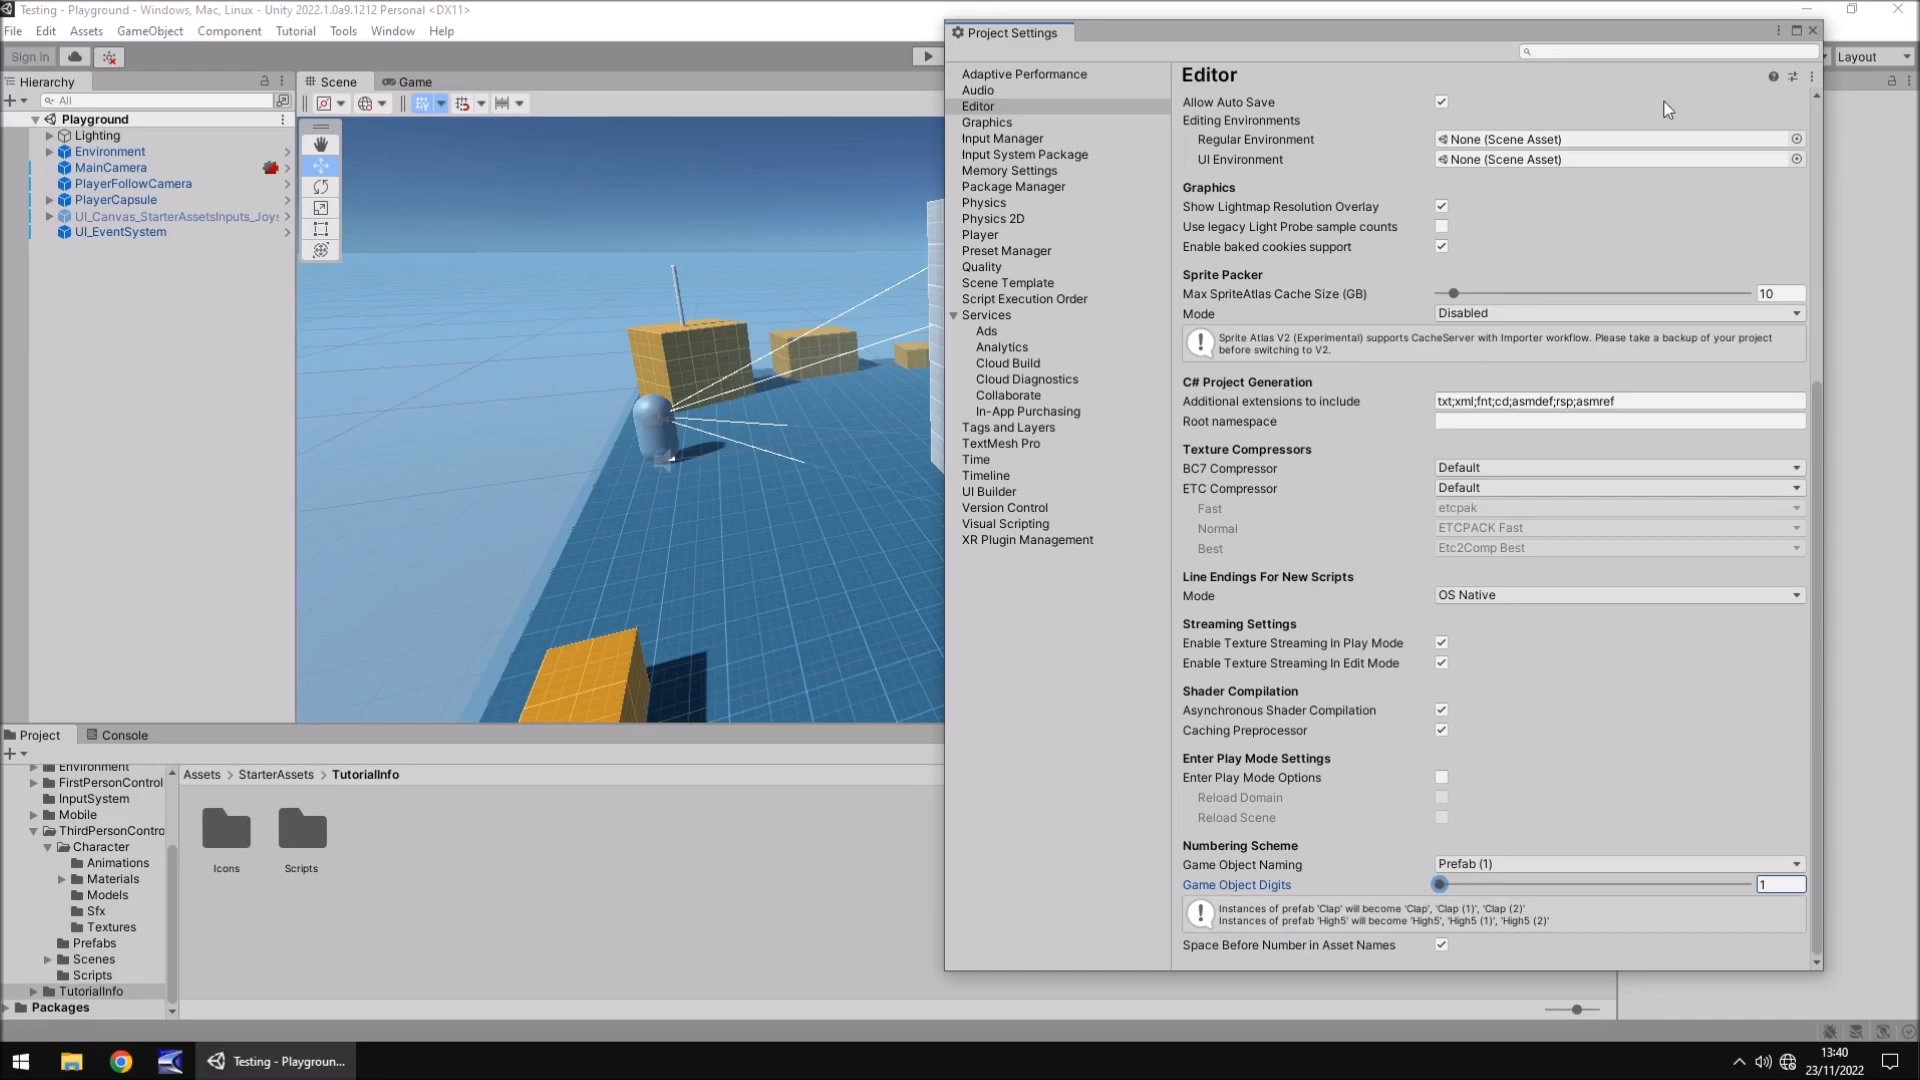 Testing - Playground - Windows, Mac, Linux - Unity 2022.1.0a9.1212 Personal <DX11>
File Edit Assets GameObject Component Tutorial Tools Window Help
Sign in
Layout
Hierarchy
All
Playground
Lighting
Environment
MainCamera
PlayerFollowCamera
PlayerCapsule
UI_Canvas_StarterAssetsInputs_Joys
UI_EventSystem
Scene
Game
Project Settings
Adaptive Performance
Audio
Editor
Graphics
Input Manager
Input System Package
Memory Settings
Package Manager
Physics
Physics 2D
Player
Preset Manager
Quality
Scene Template
Script Execution Order
Services
Ads
Analytics
Cloud Build
Cloud Diagnostics
Collaborate
In-App Purchasing
Tags and Layers
TextMesh Pro
Time
Timeline
UI Builder
Version Control
Visual Scripting
XR Plugin Management
Editor
Allow Auto Save
Editing Environments
Regular Environment None (Scene Asset)
UI Environment None (Scene Asset)
Graphics
Show Lightmap Resolution Overlay
Use legacy Light Probe sample counts
Enable baked cookies support
Sprite Packer
Max SpriteAtlas Cache Size (GB) 10
Mode Disabled
Sprite Atlas V2 (Experimental) supports CacheServer with Importer workflow. Please take a backup of your project
before switching to V2.
C# Project Generation
Additional extensions to include txt;xml;fnt;cd;asmdef;rsp;asmref
Root namespace
Texture Compressors
BC7 Compressor Default
ETC Compressor Default
Fast etcpak
Normal ETCPACK Fast
Best Etc2Comp Best
Line Endings For New Scripts
Mode OS Native
Streaming Settings
Enable Texture Streaming In Play Mode
Enable Texture Streaming In Edit Mode
Shader Compilation
Asynchronous Shader Compilation
Caching Preprocessor
Enter Play Mode Settings
Enter Play Mode Options
Reload Domain
Reload Scene
Numbering Scheme
Game Object Naming Prefab (1)
Game Object Digits 1
Instances of prefab 'Clap' will become 'Clap', 'Clap (1)', 'Clap (2)'
Instances of prefab 'High5' will become 'High5', 'High5 (1)', 'High5 (2)'
Space Before Number in Asset Names
Project
Console
Environment
FirstPersonControl
InputSystem
Mobile
ThirdPersonContro
Character
Animations
Materials
Models
Sfx
Textures
Prefabs
Scenes
Scripts
TutorialInfo
Packages
Assets > StarterAssets > TutorialInfo
Icons
Scripts
Testing - Playgroun...
13:40
23/11/2022